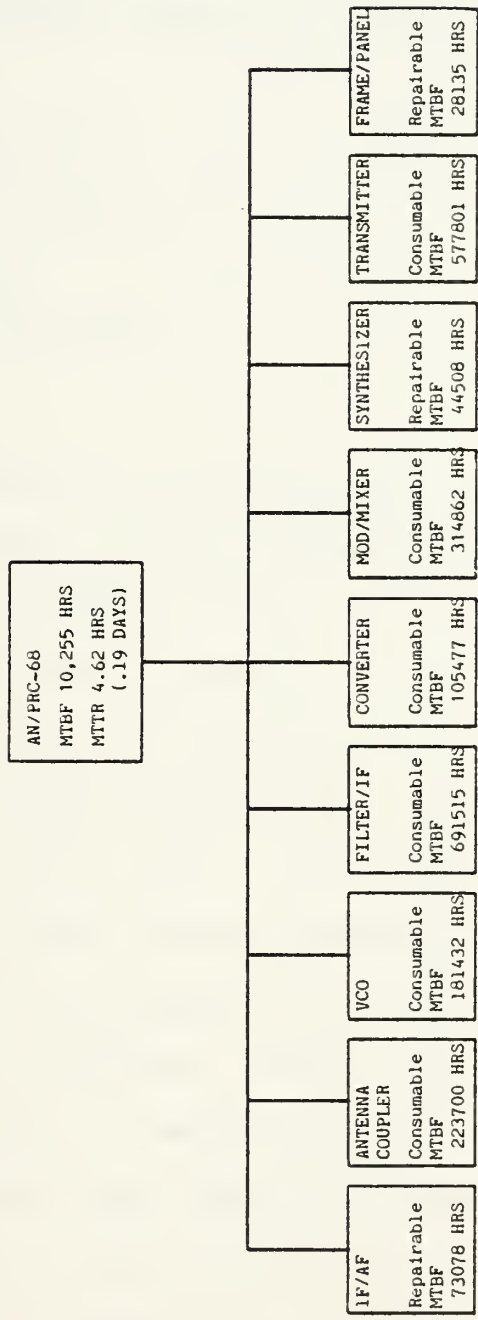 AN/PRC-68
MTBF 10,255 HRS
MTTR 4.62 HRS
(.19 DAYS)
IF/AF
Repairable
MTBF
73078 HRS
ANTENNA
COUPLER
Consumable
MTBF
223700 HRS
VCO
Consumable
MTBF
181432 HRS
FILTER/IF
Consumable
MTBF
691515 HRS
CONVERTER
Consumable
MTBF
105477 HRS
MOD/MIXER
Consumable
MTBF
314862 HRS
SYNTHESIZER
Repairable
MTBF
44508 HRS
TRANSMITTER
Consumable
MTBF
577801 HRS
FRAME/PANEL
Repairable
MTBF
28135 HRS